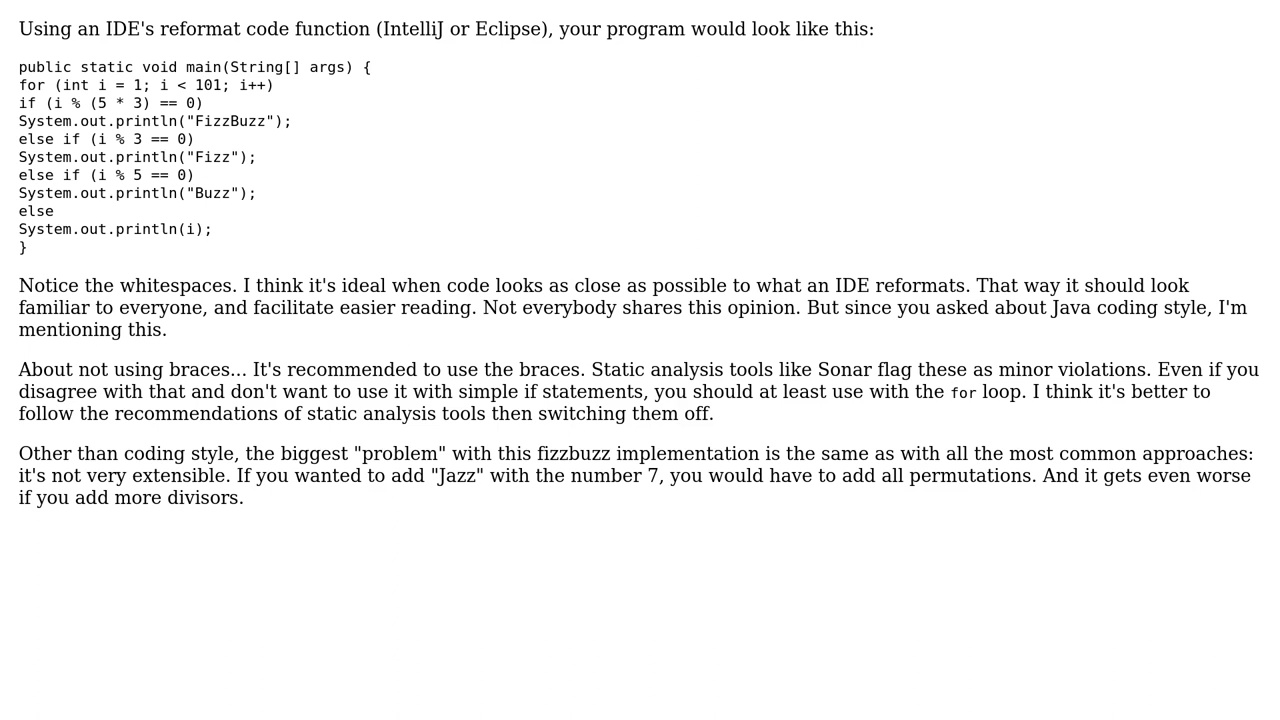 Using an IDE's reformat code function (IntelliJ or Eclipse), your program would look like this:
public static void main(String[] args) {
for (int i = 1; i < 101; i++)
if (i % (5 * 3) == 0)
System.out.println("FizzBuzz");
else if (i % 3 == 0)
System.out.println("Fizz");
else if (i % 5 == 0)
System.out.println("Buzz");
else
System.out.println(i);
}
Notice the whitespaces. I think it's ideal when code looks as close as possible to what an IDE reformats. That way it should look
familiar to everyone, and facilitate easier reading. Not everybody shares this opinion. But since you asked about Java coding style, I'm
mentioning this.
About not using braces... It's recommended to use the braces. Static analysis tools like Sonar flag these as minor violations. Even if you
disagree with that and don't want to use it with simple if statements, you should at least use with the for loop. I think it's better to
follow the recommendations of static analysis tools then switching them off.
Other than coding style, the biggest "problem" with this fizzbuzz implementation is the same as with all the most common approaches:
it's not very extensible. If you wanted to add "Jazz" with the number 7, you would have to add all permutations. And it gets even worse
if you add more divisors.